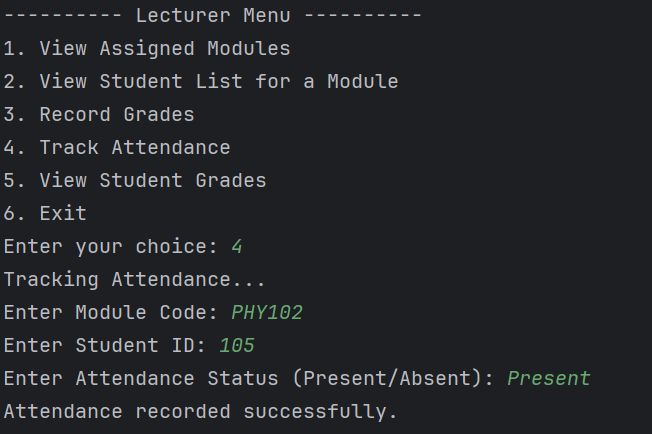 ---------- Lecturer Menu ----------
1. View Assigned Modules
2. View Student List for a Module
3. Record Grades
4. Track Attendance
5. View Student Grades
6. Exit
Enter your choice: 4
Tracking Attendance...
Enter Module Code: PHY102
Enter Student ID: 105
Enter Attendance Status (Present/Absent): Present
Attendance recorded successfully.